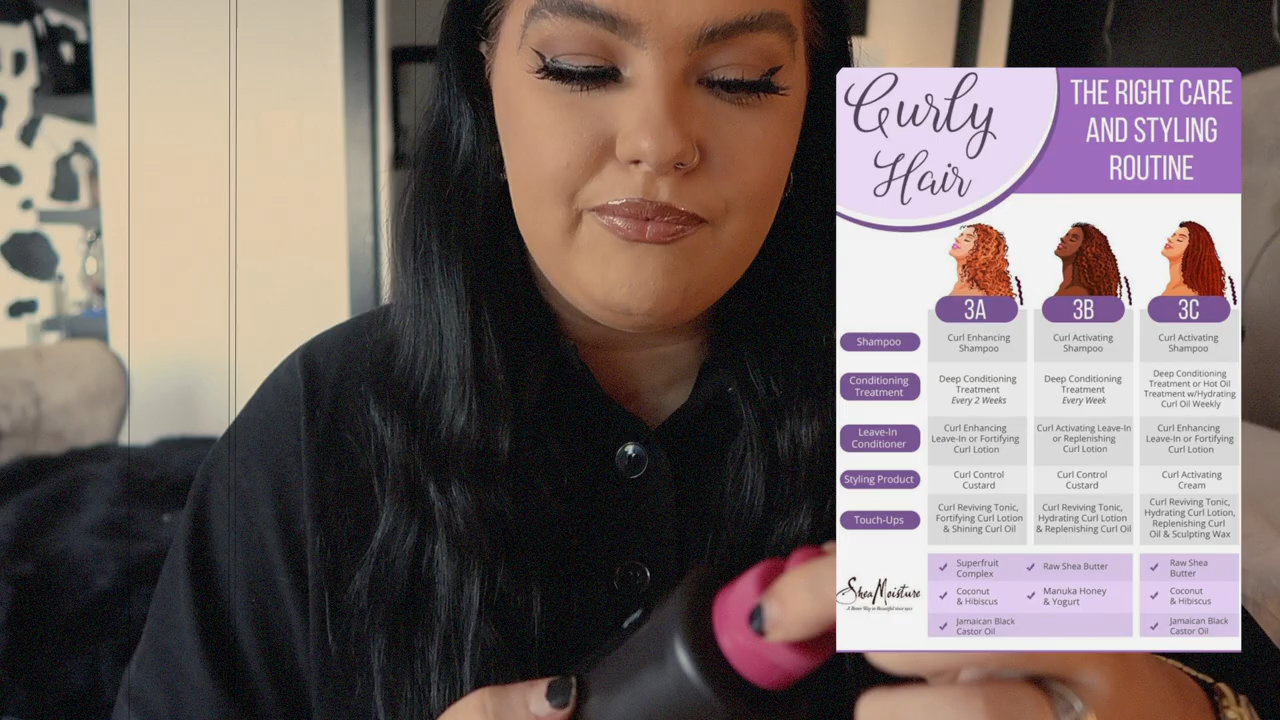 Curly
Hair
THE RIGHT CARE
AND STYLING
ROUTINE
3A
3B
3C
Shampoo
Curl Enhancing
Shampoo
Curl Activating
Shampoo
Curl Activating
Shampoo
Conditioning
Treatment
Deep Conditioning
Treatment
Every 2 Weeks
Deep Conditioning
Treatment
Every Week
Deep Conditioning
Treatment or Hot Oil
Treatment w/Hydrating
Curl Oil Weekly
Leave-In
Conditioner
Curl Enhancing
Leave-In or Fortifying
Curl Lotion
Curl Activating Leave-In
or Replenishing
Curl Lotion
Curl Enhancing
Leave-In or Fortifying
Curl Lotion
Styling Product
Curl Control
Custard
Curl Control
Custard
Curl Activating
Cream
Touch-Ups
Curl Reviving Tonic,
Fortifying Curl Lotion
& Shining Curl Oil
Curl Reviving Tonic,
Hydrating Curl Lotion
& Replenishing Curl Oil
Curl Reviving Tonic,
Hydrating Curl Lotion,
Replenishing Curl
Oil & Sculpting Wax
SheaMoisture
Superfruit
Complex
Raw Shea Butter
Raw Shea
Butter
Coconut
& Hibiscus
Manuka Honey
& Yogurt
Coconut
& Hibiscus
Jamaican Black
Castor Oil
Jamaican Black
Castor Oil